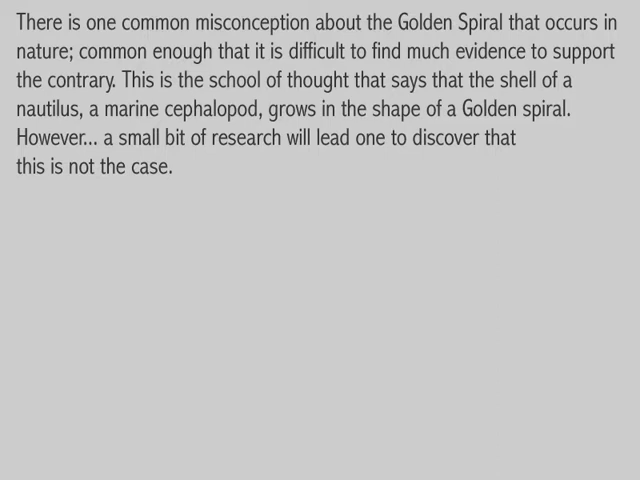 There is one common misconception about the Golden Spiral that occurs in
nature; common enough that it is difficult to find much evidence to support
the contrary. This is the school of thought that says that the shell of a
nautilus, a marine cephalopod, grows in the shape of a Golden spiral.
However... a small bit of research will lead one to discover that
this is not the case.